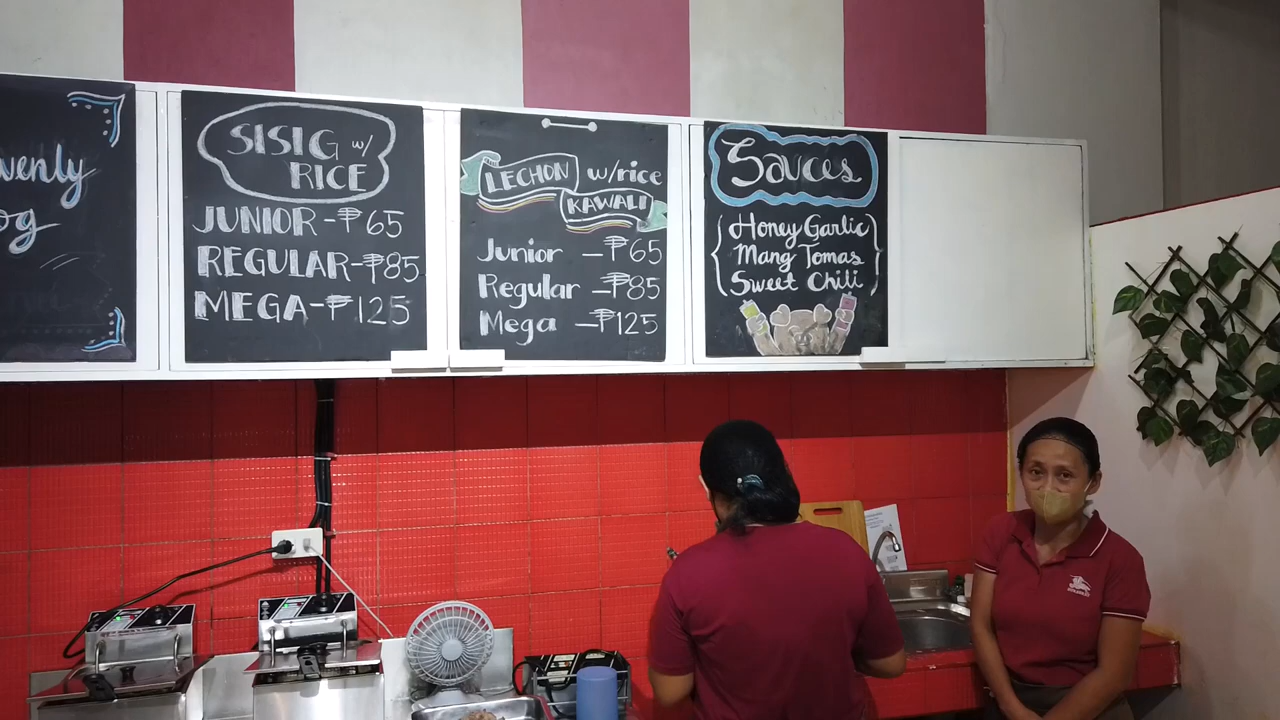 SISIG w/
RICE
JUNIOR -₱65
REGULAR-₱85
MEGA-₱125
LECHON w/rice
KAWALI
Junior -₱65
Regular -₱85
Mega -₱125
Sauces
Honey Garlic
Mang Tomas
Sweet Chili